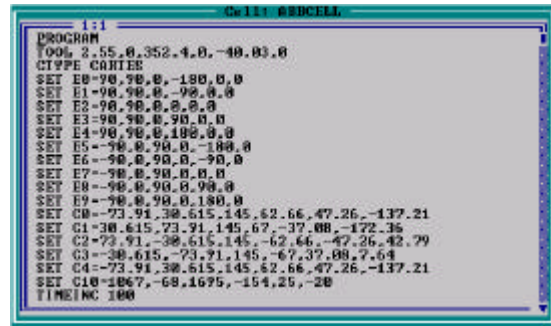 Cell: ABBCELL
1:1
PROGRAM
TOOL 2.55,0,352.4,0,-40.03,0
CTYPE CARTES
SET E0=90,90,0,-180,0,0
SET E1=90,90,0,-90,0,0
SET E2=90,90,0,0,0,0
SET E3=90,90,0,90,0,0
SET E4=90,90,0,180,0,0
SET E5=-90,0,90,0,-180,0
SET E6=-90,0,90,0,-90,0
SET E7=-90,0,90,0,0,0
SET E8=-90,0,90,0,90,0
SET E9=-90,0,90,0,180,0
SET C0=-73.91,30.615,145,62.66,47.26,-137.21
SET C1=30.615,73.91,145,67,-37.08,-172.36
SET C2=73.91,-30.615,145,-62.66,-47.26,42.79
SET C3=-30.615,-73.91,145,-67,37.08,7.64
SET C4=-73.91,30.615,145,62.66,47.26,-137.21
SET C10=1067,-68,1695,-154,25,-20
TIMEINC 100